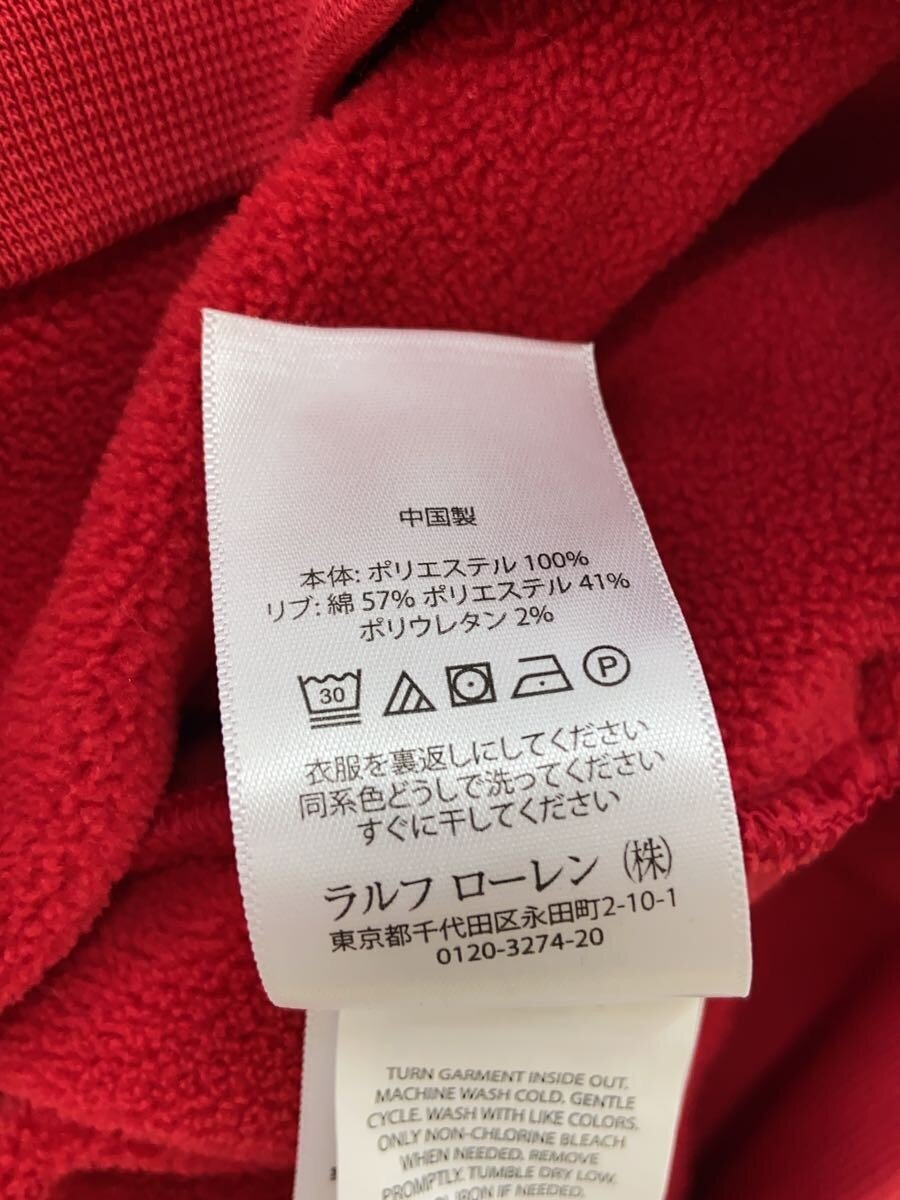 中国製
本体: ポリエステル 100%
リブ: 綿 57% ポリエステル 41%
ポリウレタン 2%
30 P
衣服を裏返しにしてください
同系色どうしで洗ってください
すぐに干してください
ラルフ ローレン (株)
東京都千代田区永田町2-10-1
0120-3274-20
TURN GARMENT INSIDE OUT.
MACHINE WASH COLD. GENTLE
CYCLE. WASH WITH LIKE COLORS.
ONLY NON-CHLORINE BLEACH
WHEN NEEDED. REMOVE
PROMPTLY. TUMBLE DRY LOW.
IRON IF NEEDED.